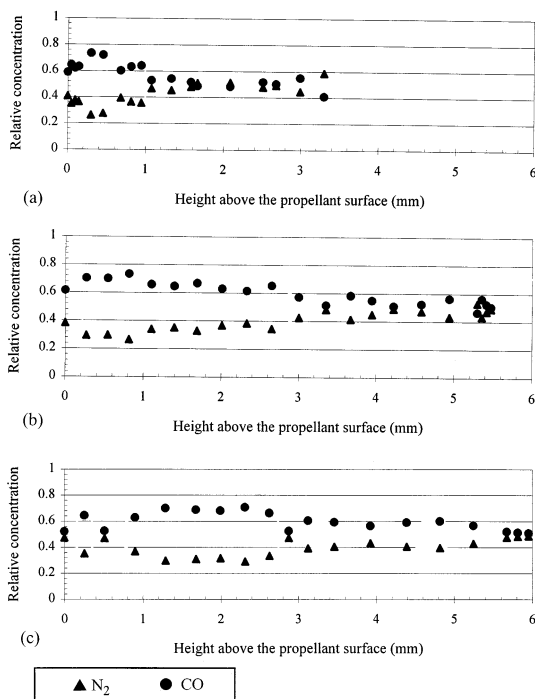 Relative concentration
1
0.8
0.6
0.4
0.2
0
0 1 2 3 4 5 6
(a)
Height above the propellant surface (mm)
Relative concentration
1
0.8
0.6
0.4
0.2
0
0 1 2 3 4 5 6
(b)
Height above the propellant surface (mm)
Relative concentration
1
0.8
0.6
0.4
0.2
0
0 1 2 3 4 5 6
(c)
Height above the propellant surface (mm)
N₂ CO